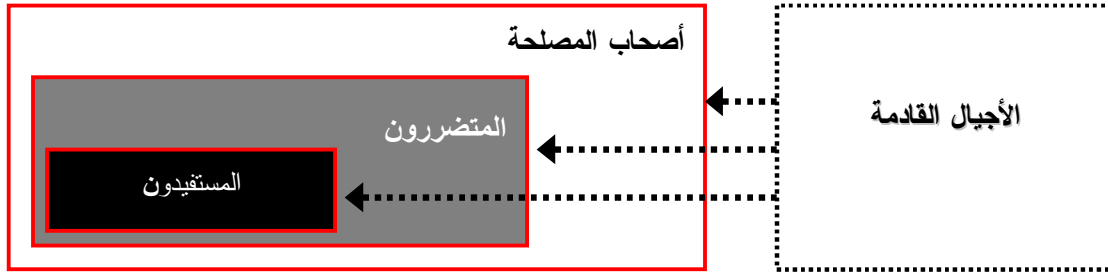 أصحاب المصلحة
الأجيال القادمة
المتضررون
المستفيدون